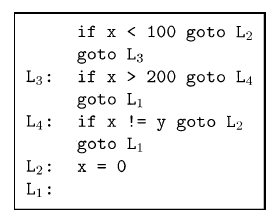 if x < 100 goto L₂
goto L₃
L₃: if x > 200 goto L₄
goto L₁
L₄: if x != y goto L₂
goto L₁
L₂: x = 0
L₁: